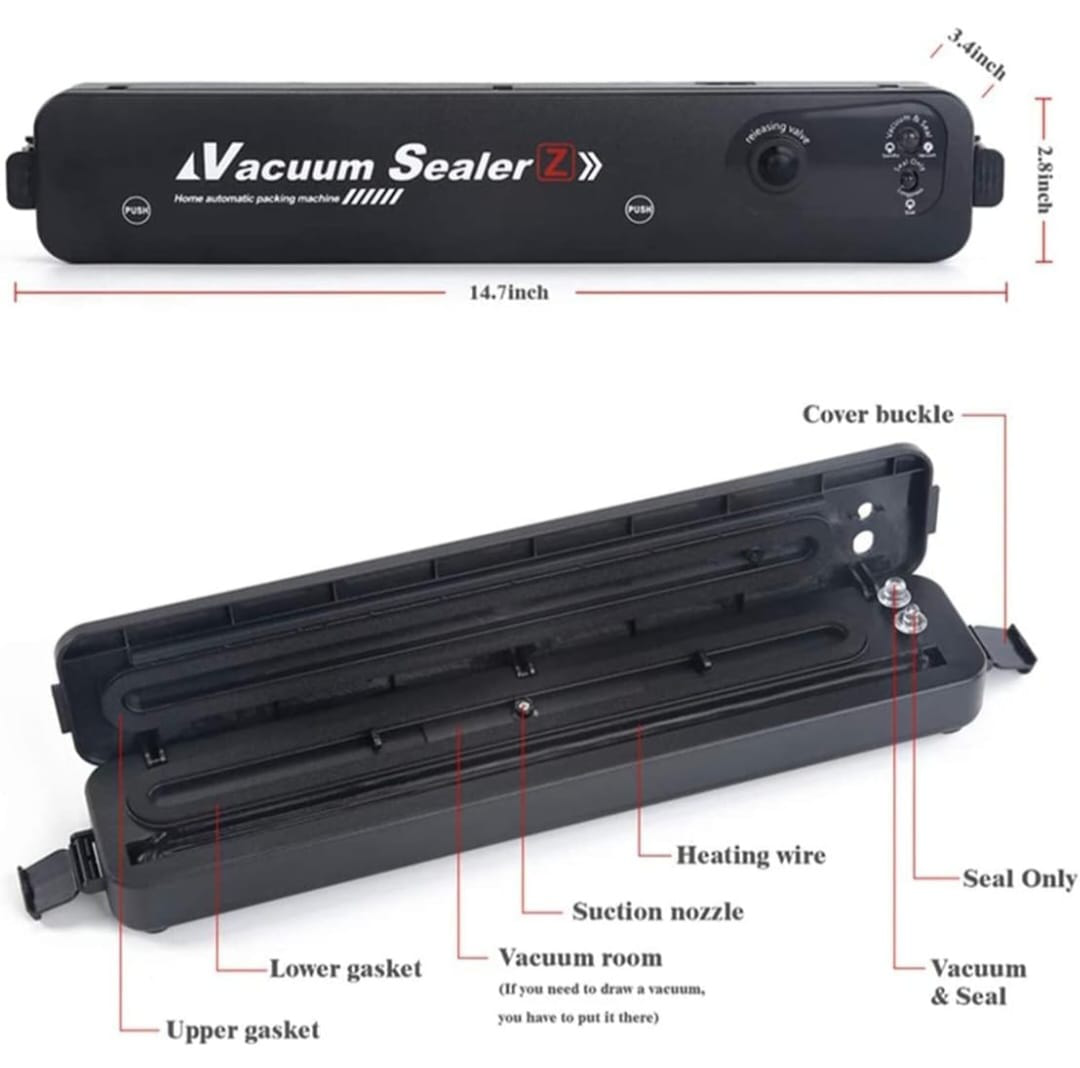 3.4inch
Vacuum Sealer Z
Home automatic packing machine
PUSH
PUSH
releasing valve
Vacuum & Seal
Seal Only
2.8inch
14.7inch
Cover buckle
Heating wire
Seal Only
Suction nozzle
Vacuum room
(If you need to draw a vacuum,
you have to put it there)
Lower gasket
Vacuum
& Seal
Upper gasket